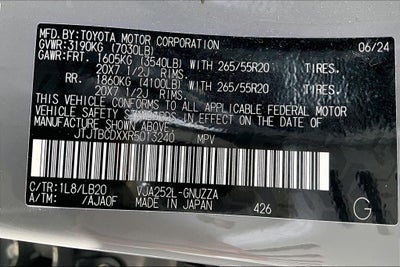 MFD. BY:TOYOTA MOTOR CORPORATION 06/24
GVWR:3190KG (7030LB)
GAWR:FRT. 1605KG (3540LB) WITH 265/55R20 TIRES.
20X7 1/2J RIMS.
RR. 1860KG (4100LB) WITH 265/55R20 TIRES.
20X7 1/2J RIMS.
THIS VEHICLE CONFORMS TO ALL APPLICABLE FEDERAL MOTOR
VEHICLE SAFETY STANDARDS IN EFFECT ON THE DATE OF
MANUFACTURE SHOWN ABOVE.
JTJTBCDXXR5013240 MPV
C/TR:1L8/LB20 VJA252L-GNUZZA
A/TM: /AJA0F MADE IN JAPAN 426 G